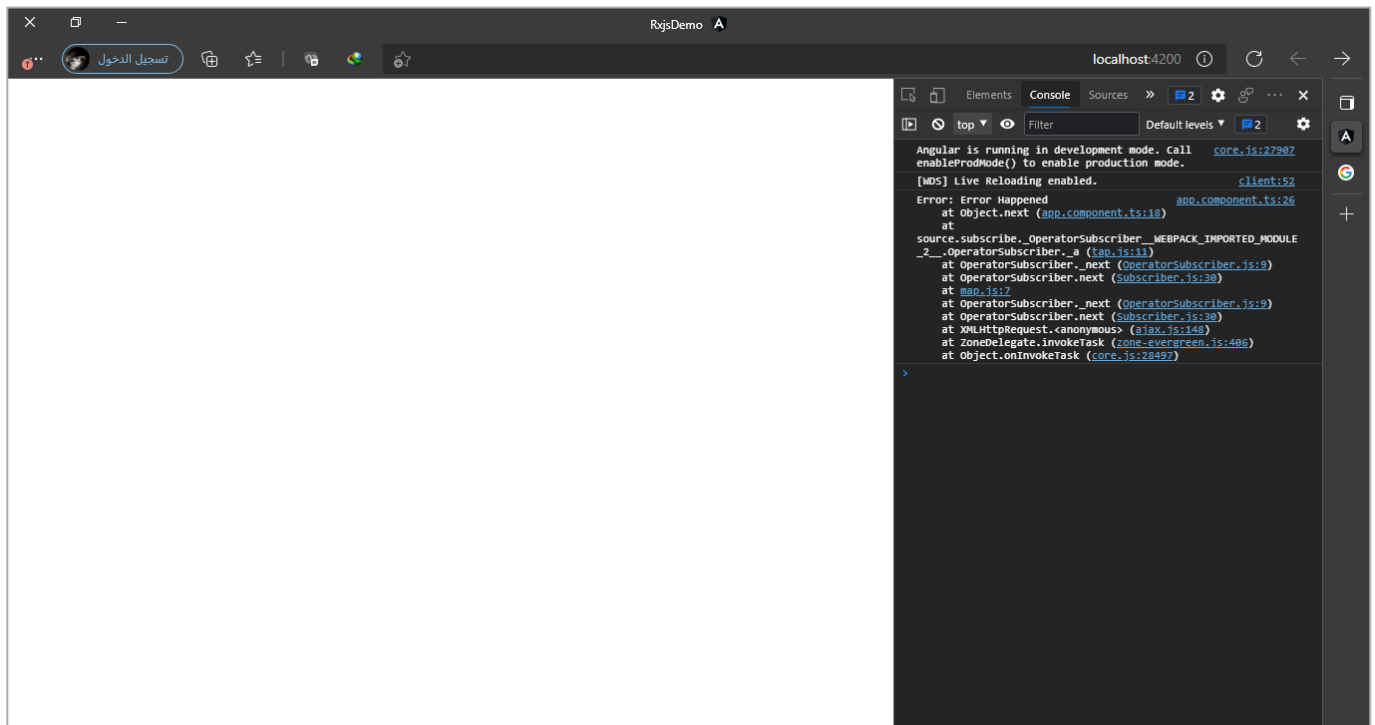 RxjsDemo
تسجيل الدخول
localhost:4200
Elements Console Sources » 2
top Filter Default levels 2
Angular is running in development mode. Call core.js:27907
enableProdMode() to enable production mode.
[WDS] Live Reloading enabled. client:52
Error: Error Happened app.component.ts:26
at Object.next (app.component.ts:18)
at
source.subscribe._OperatorSubscriber__WEBPACK_IMPORTED_MODULE
_2__.OperatorSubscriber._a (tap.js:11)
at OperatorSubscriber._next (OperatorSubscriber.js:9)
at OperatorSubscriber.next (Subscriber.js:30)
at map.js:7
at OperatorSubscriber._next (OperatorSubscriber.js:9)
at OperatorSubscriber.next (Subscriber.js:30)
at XMLHttpRequest.<anonymous> (ajax.js:148)
at ZoneDelegate.invokeTask (zone-evergreen.js:406)
at Object.onInvokeTask (core.js:28497)
>